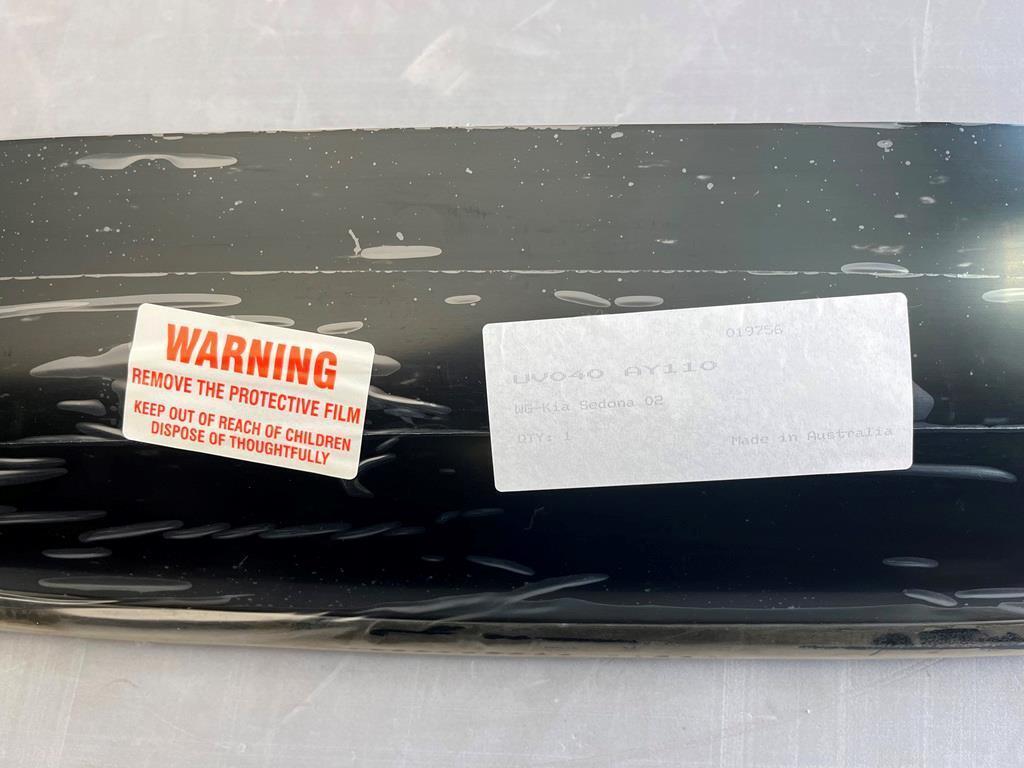 WARNING
REMOVE THE PROTECTIVE FILM
KEEP OUT OF REACH OF CHILDREN
DISPOSE OF THOUGHTFULLY
019756
UV040 AY110
WG-Kia Sedona 02
QTY: 1
Made in Australia